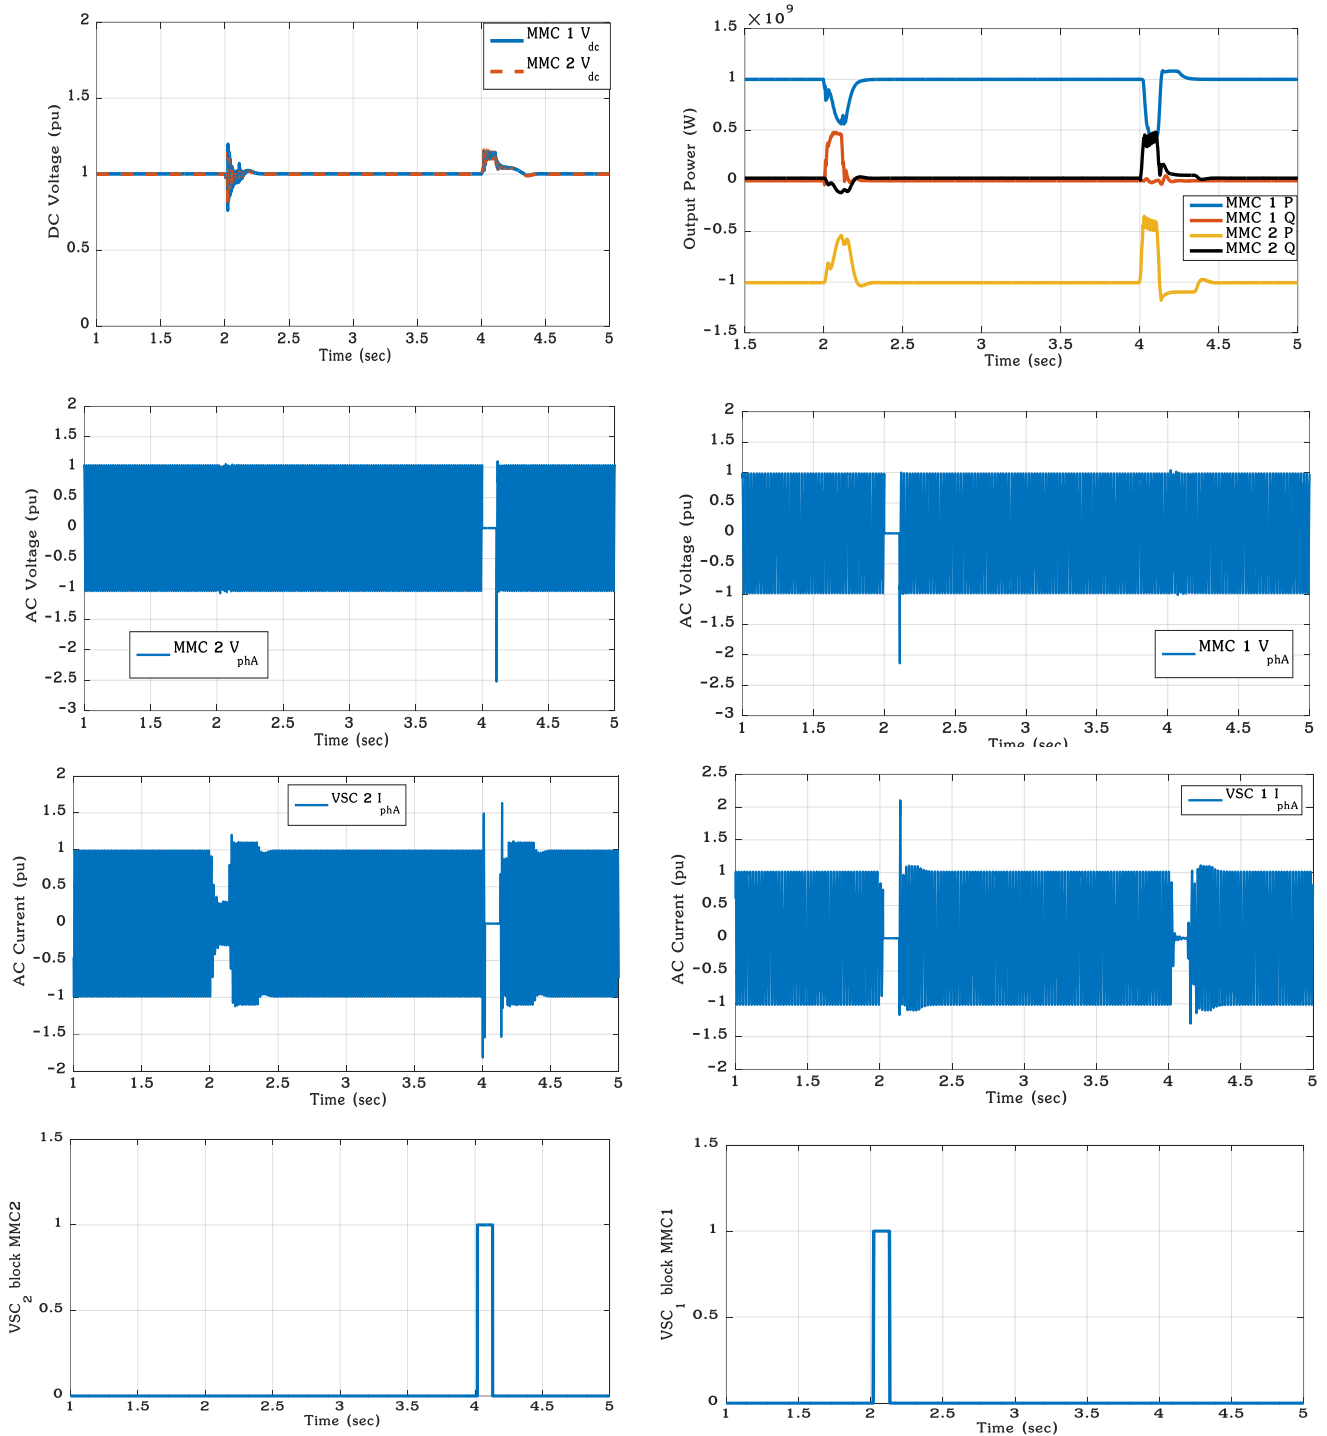 2
1.5
1
0.5
0
DC Voltage (pu)
1 1.5 2 2.5 3 3.5 4 4.5 5
Time (sec)
MMC 1 V dc
MMC 2 V dc
×10 9
1.5
1
0.5
0
-0.5
-1
-1.5
Output Power (W)
1.5 2 2.5 3 3.5 4 4.5 5
Time (sec)
MMC 1 P
MMC 1 Q
MMC 2 P
MMC 2 Q
2
1.5
1
0.5
0
-0.5
-1
-1.5
-2
-2.5
-3
AC Voltage (pu)
1 1.5 2 2.5 3 3.5 4 4.5 5
Time (sec)
MMC 2 V phA
2
1.5
1
0.5
0
-0.5
-1
-1.5
-2
-2.5
-3
AC Voltage (pu)
1 1.5 2 2.5 3 3.5 4 4.5 5
Time (sec)
MMC 1 V phA
2
1.5
1
0.5
0
-0.5
-1
-1.5
-2
AC Current (pu)
1 1.5 2 2.5 3 3.5 4 4.5 5
Time (sec)
VSC 2 I phA
2.5
2
1.5
1
0.5
0
-0.5
-1
-1.5
-2
AC Current (pu)
1 1.5 2 2.5 3 3.5 4 4.5 5
Time (sec)
VSC 1 I phA
1.5
1
0.5
0
VSC 2 block MMC2
1 1.5 2 2.5 3 3.5 4 4.5 5
Time (sec)
1.5
1
0.5
0
VSC 1 block MMC1
1 1.5 2 2.5 3 3.5 4 4.5 5
Time (sec)